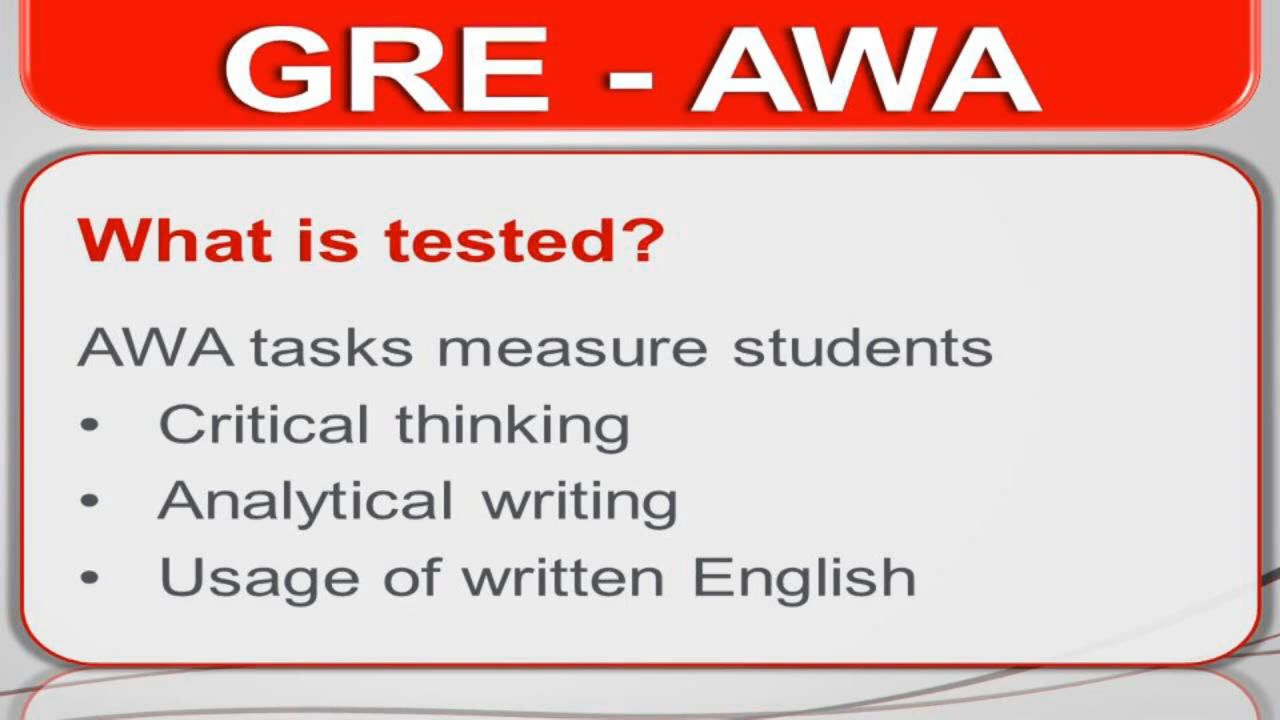 GRE - AWA
What is tested?
AWA tasks measure students
• Critical thinking
• Analytical writing
• Usage of written English